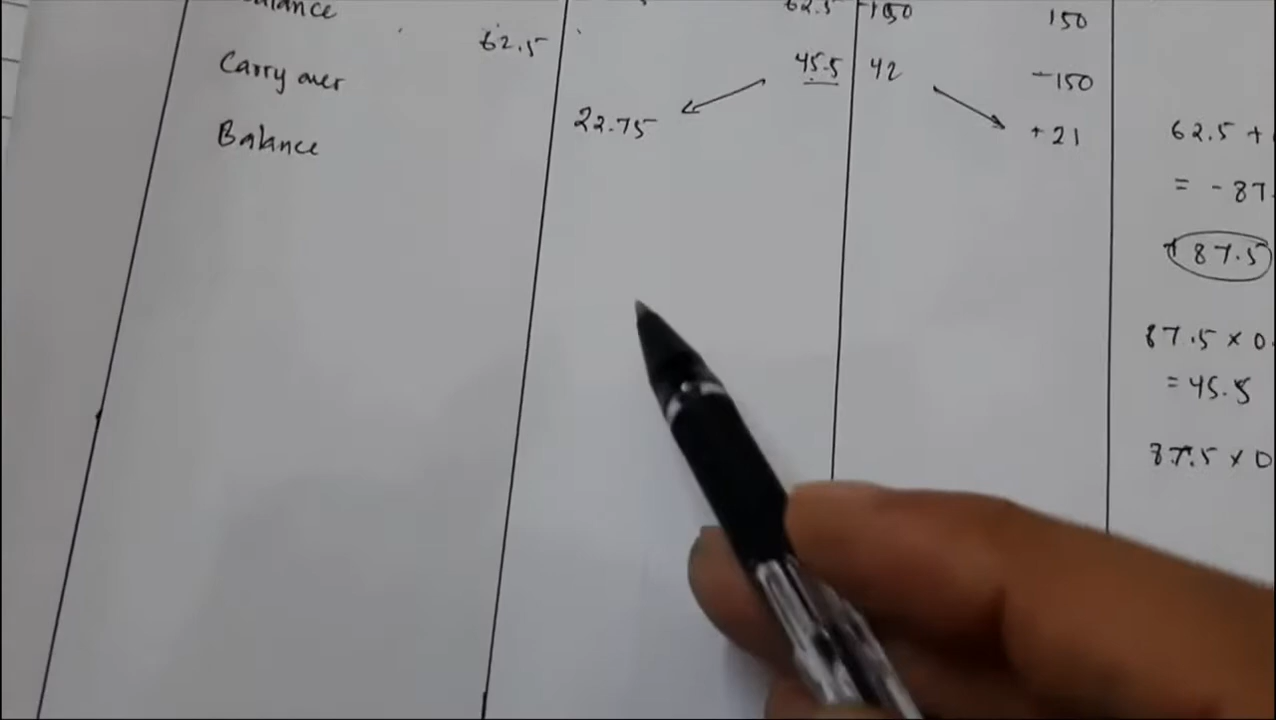 Balance 62.5 -150 150
62.5
Carry over 45.5 42 -150
Balance 22.75 +21
62.5 +
= -87.
+ 87.5
87.5 × 0.
= 45.5
87.5 × 0